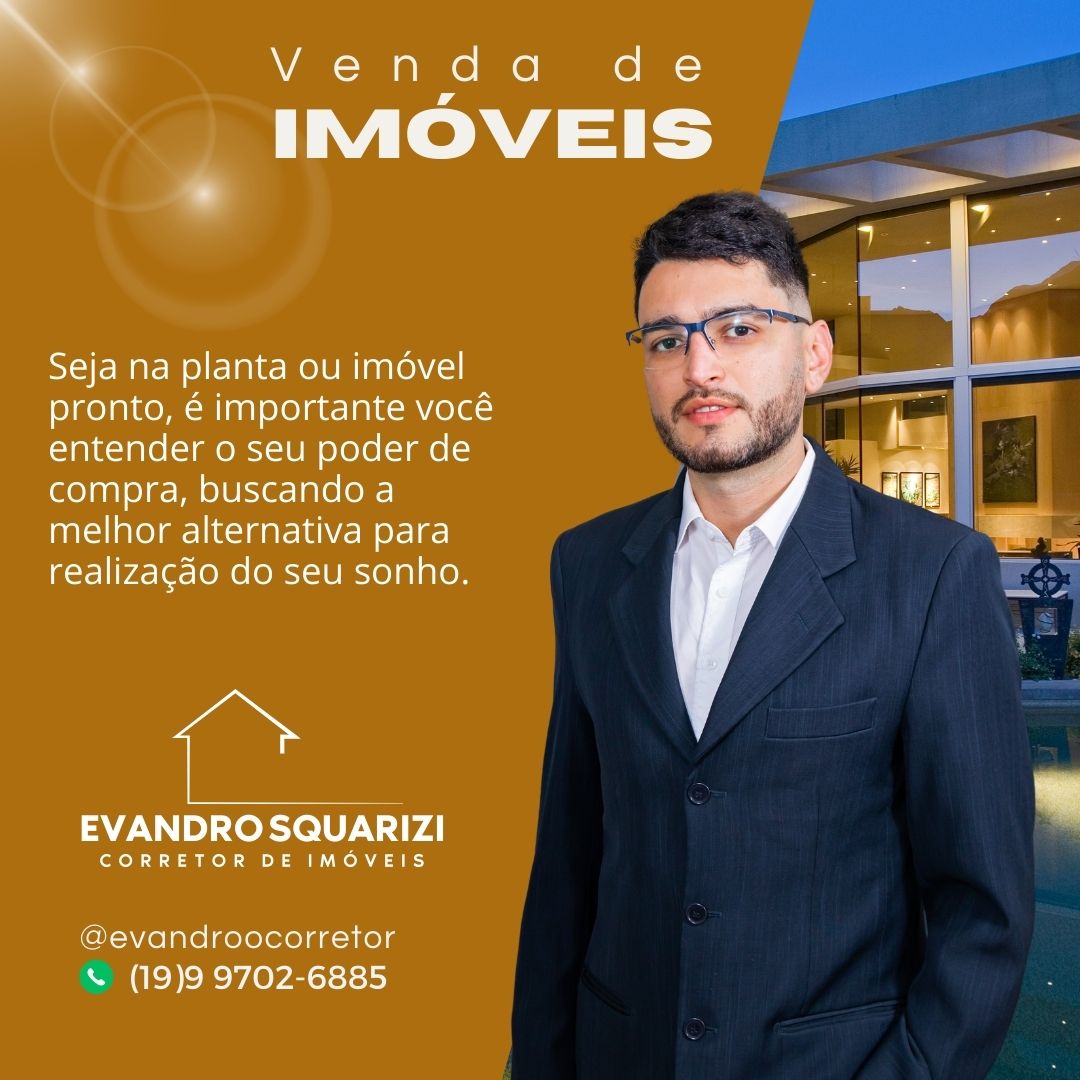 Venda de
IMÓVEIS
Seja na planta ou imóvel
pronto, é importante você
entender o seu poder de
compra, buscando a
melhor alternativa para
realização do seu sonho.
EVANDRO SQUARIZI
CORRETOR DE IMÓVEIS
@evandroocorretor
(19)9 9702-6885